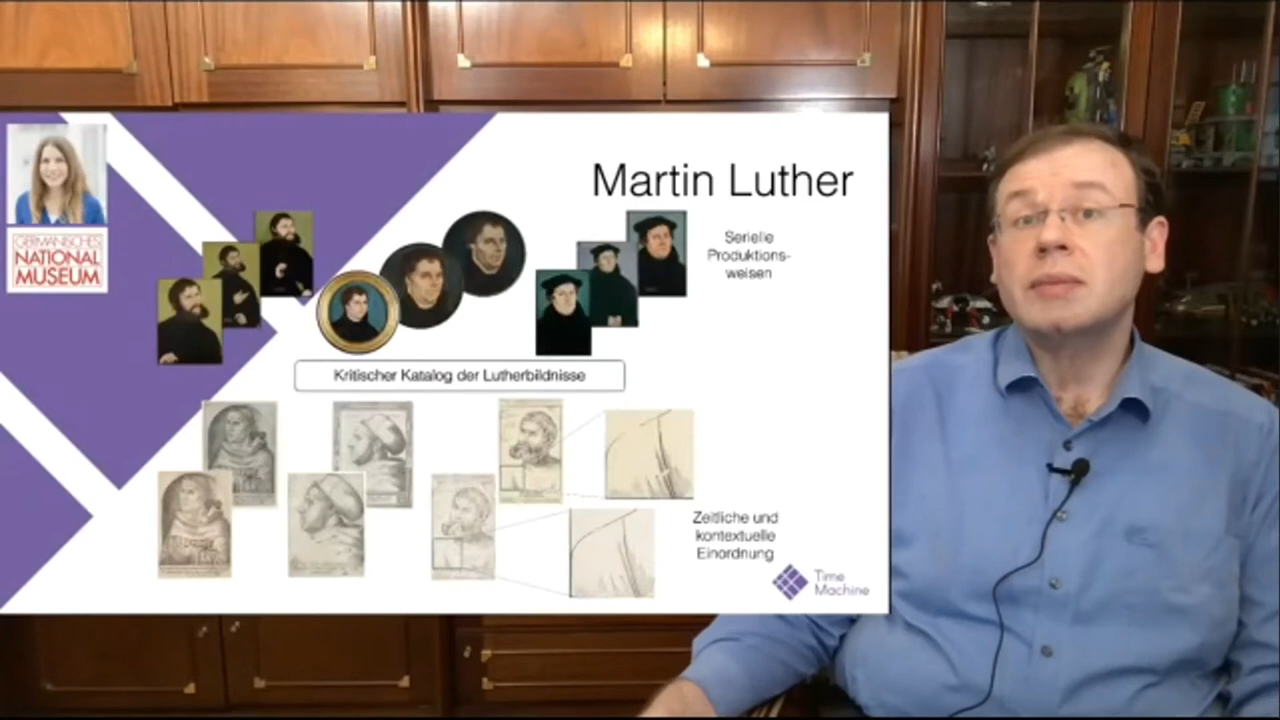 Martin Luther
GERMANISCHES
NATIONAL
MUSEUM
Serielle
Produktions-
weisen
Kritischer Katalog der Lutherbildnisse
Zeitliche und
kontextuelle
Einordnung
Time
Machine